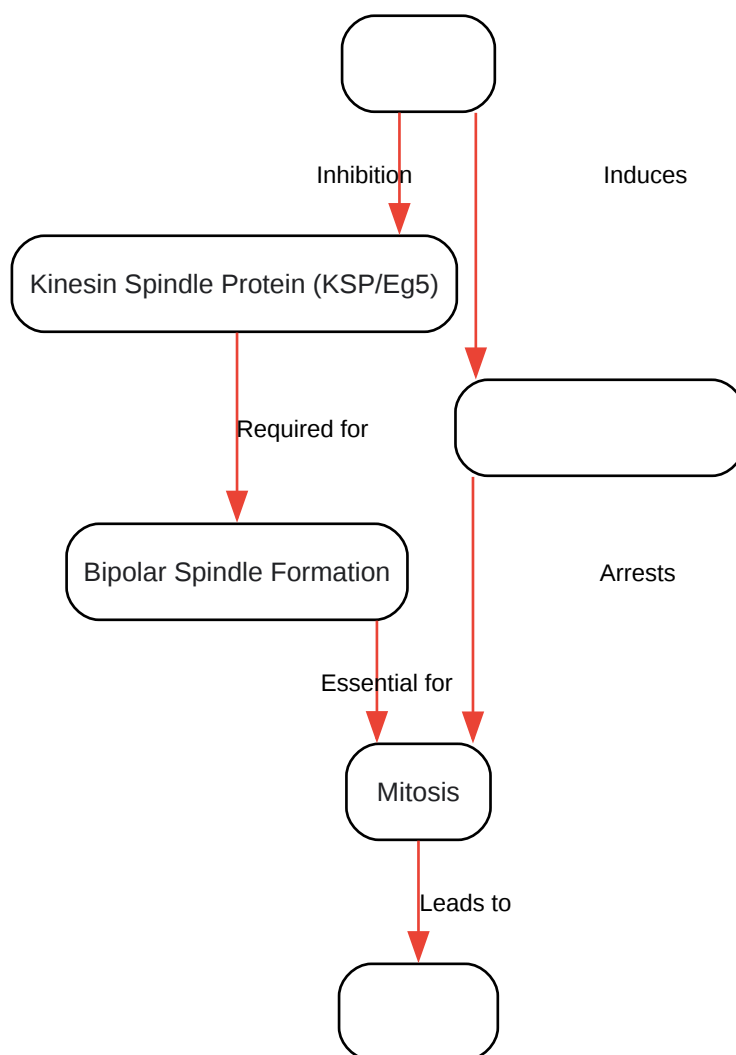 Inhibition
Induces
Kinesin Spindle Protein (KSP/Eg5)
Required for
Bipolar Spindle Formation
Arrests
Essential for
Mitosis
Leads to